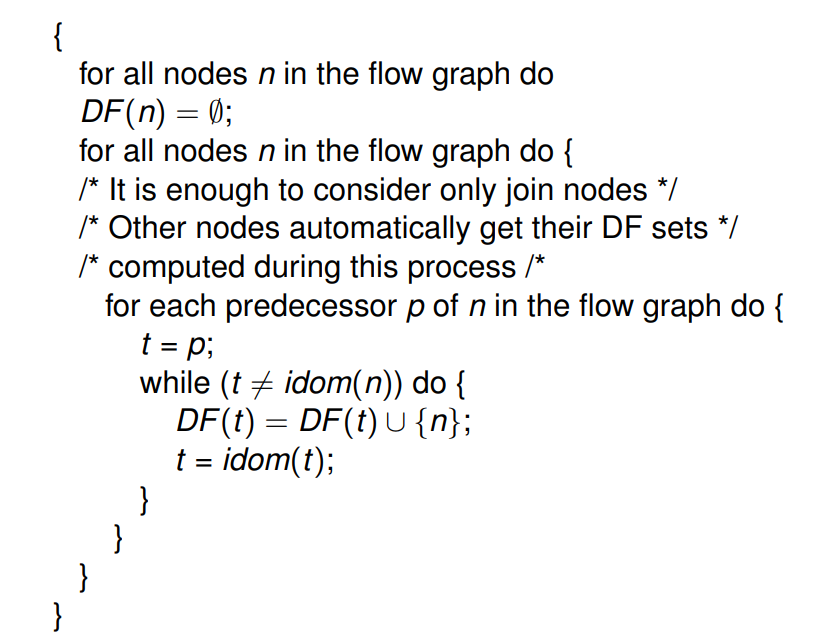 {
for all nodes n in the flow graph do
DF(n) = ∅;
for all nodes n in the flow graph do {
/* It is enough to consider only join nodes */
/* Other nodes automatically get their DF sets */
/* computed during this process /*
for each predecessor p of n in the flow graph do {
t = p;
while (t ≠ idom(n)) do {
DF(t) = DF(t) ∪ {n};
t = idom(t);
}
}
}
}